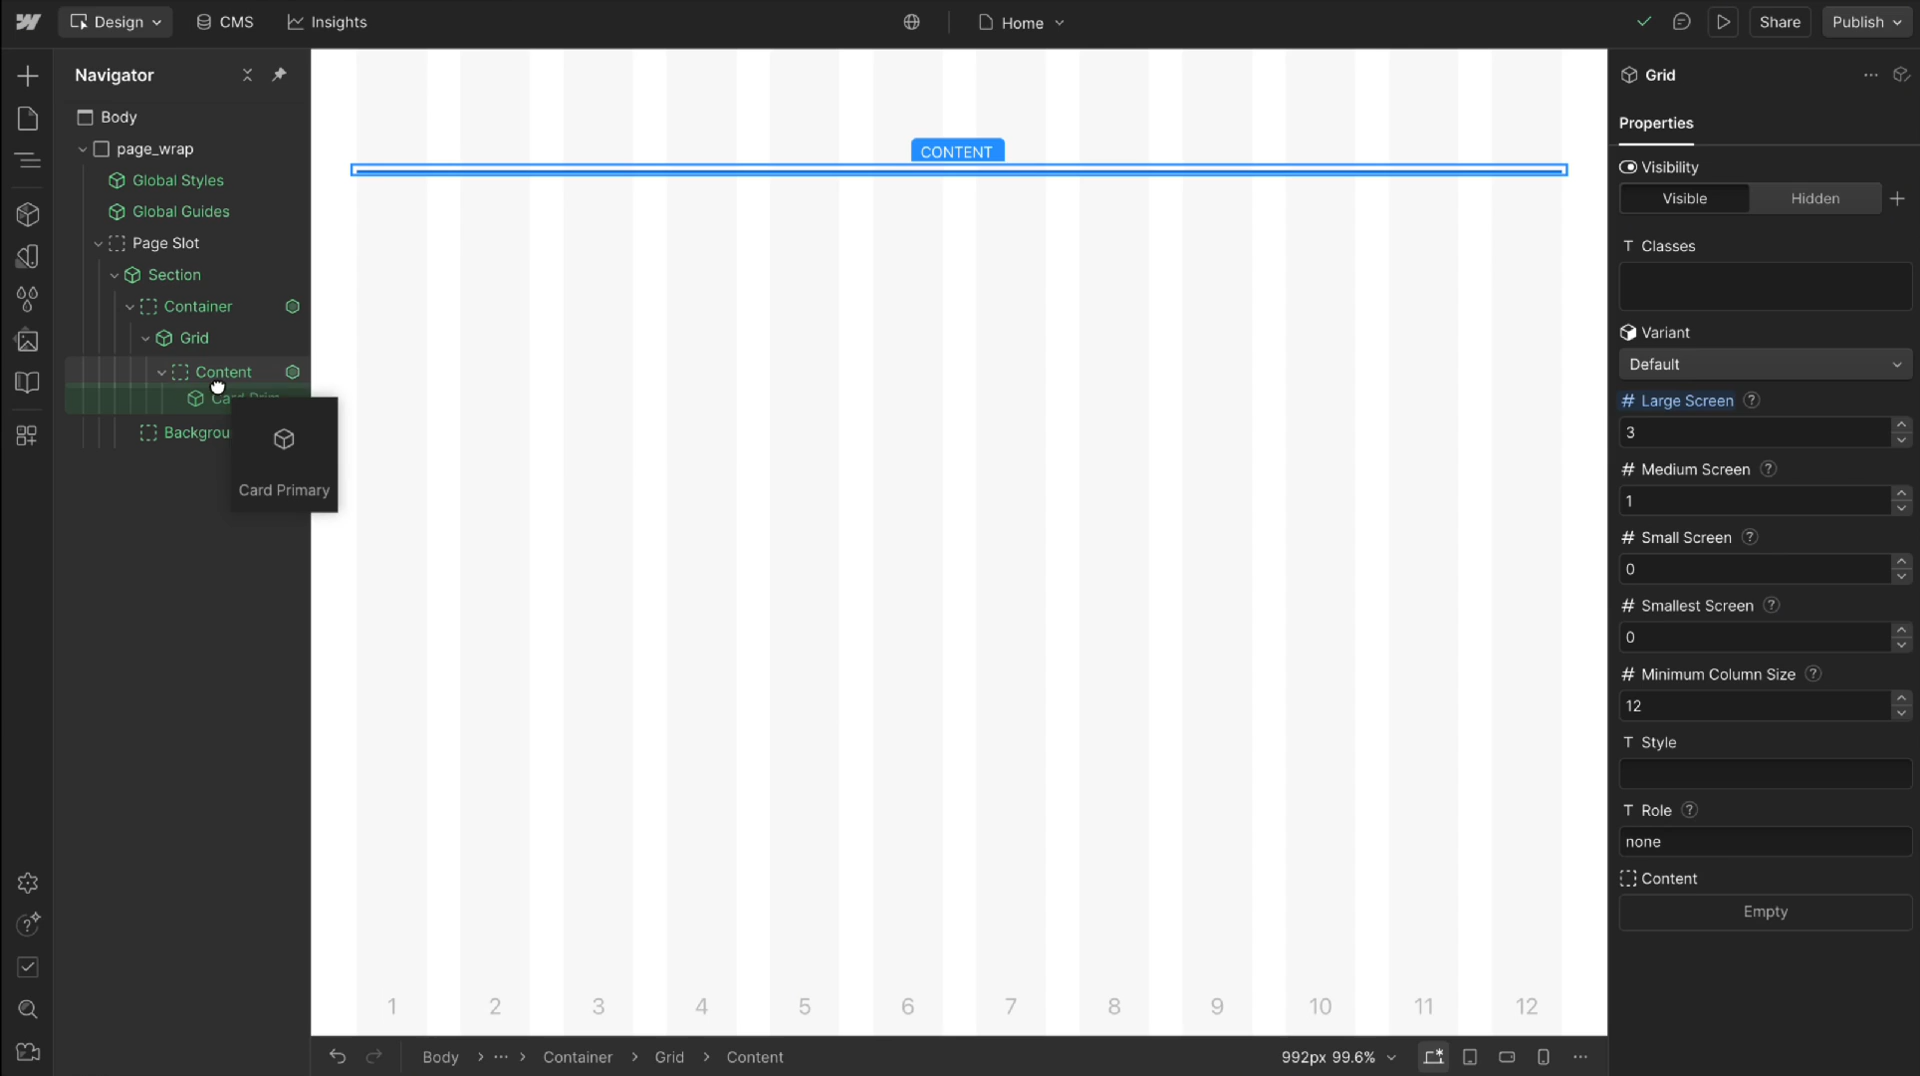 Design
CMS
Insights
Home
Share
Publish
Navigator
Body
page_wrap
Global Styles
Global Guides
Page Slot
Section
Container
Grid
Content
Card Prim
Backgrou
Card Primary
CONTENT
1 2 3 4 5 6 7 8 9 10 11 12
Body > ··· > Container > Grid > Content
992px 99.6%
Grid
Properties
Visibility
Visible Hidden
T Classes
Variant
Default
# Large Screen ?
3
# Medium Screen ?
1
# Small Screen ?
0
# Smallest Screen ?
0
# Minimum Column Size ?
12
T Style
T Role ?
none
Content
Empty